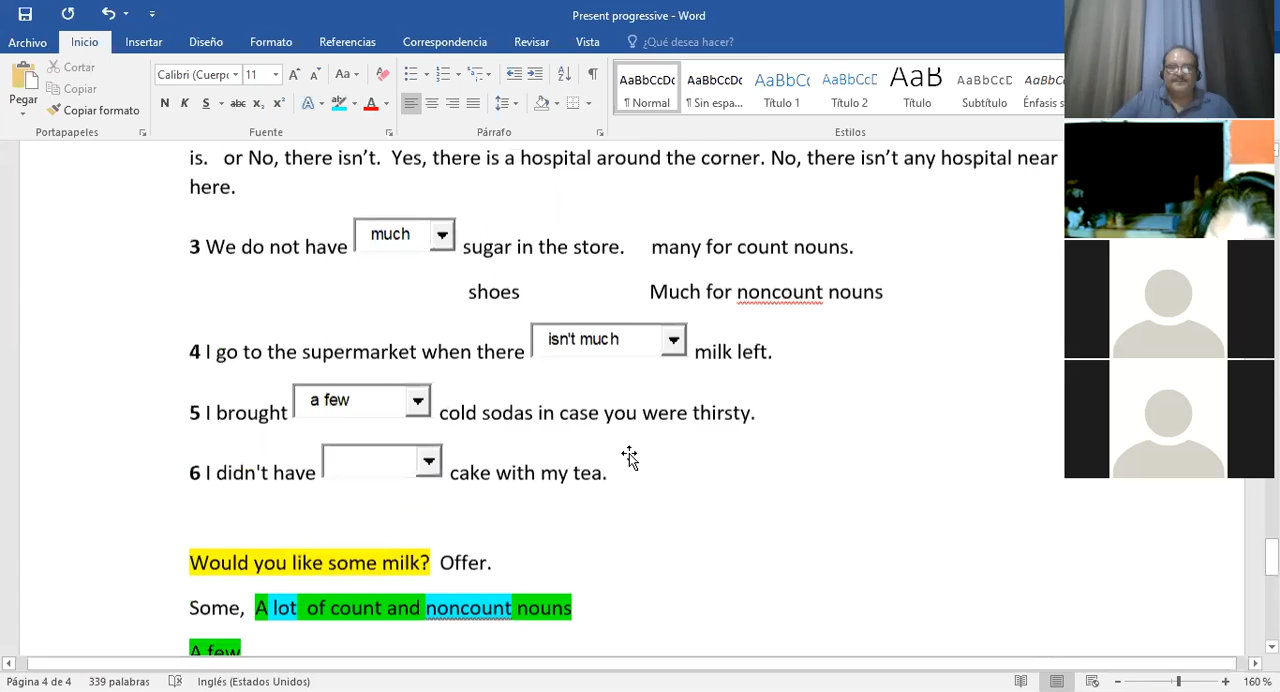 Present progressive - Word
Archivo Inicio Insertar Diseño Formato Referencias Correspondencia Revisar Vista ¿Qué desea hacer?
Pegar
Cortar
Copiar
Copiar formato
Portapapeles
Calibri (Cuerpo 11 Aa
N K S abc X₂ X²
Fuente
Párrafo
AaBbCcDc AaBbCcDc AaBbCc AaBbCcD AaB AaBbCcD AaBbCcDc
¶ Normal ¶ Sin espa... Título 1 Título 2 Título Subtítulo Énfasis s
Estilos
is. or No, there isn't. Yes, there is a hospital around the corner. No, there isn't any hospital near
here.
3 We do not have much sugar in the store. many for count nouns.
shoes Much for noncount nouns
4 I go to the supermarket when there isn't much milk left.
5 I brought a few cold sodas in case you were thirsty.
6 I didn't have cake with my tea.
Would you like some milk? Offer.
Some, A lot of count and noncount nouns
A few
Página 4 de 4 339 palabras Inglés (Estados Unidos) 160 %